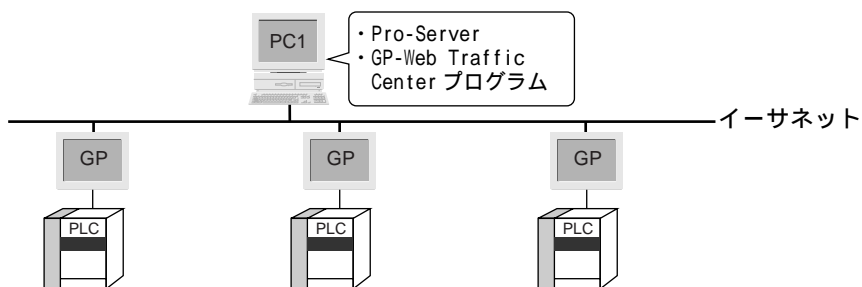 PC1
・Pro-Server
・GP-Web Traffic
Center プログラム
イーサネット
GP
GP
GP
PLC
PLC
PLC